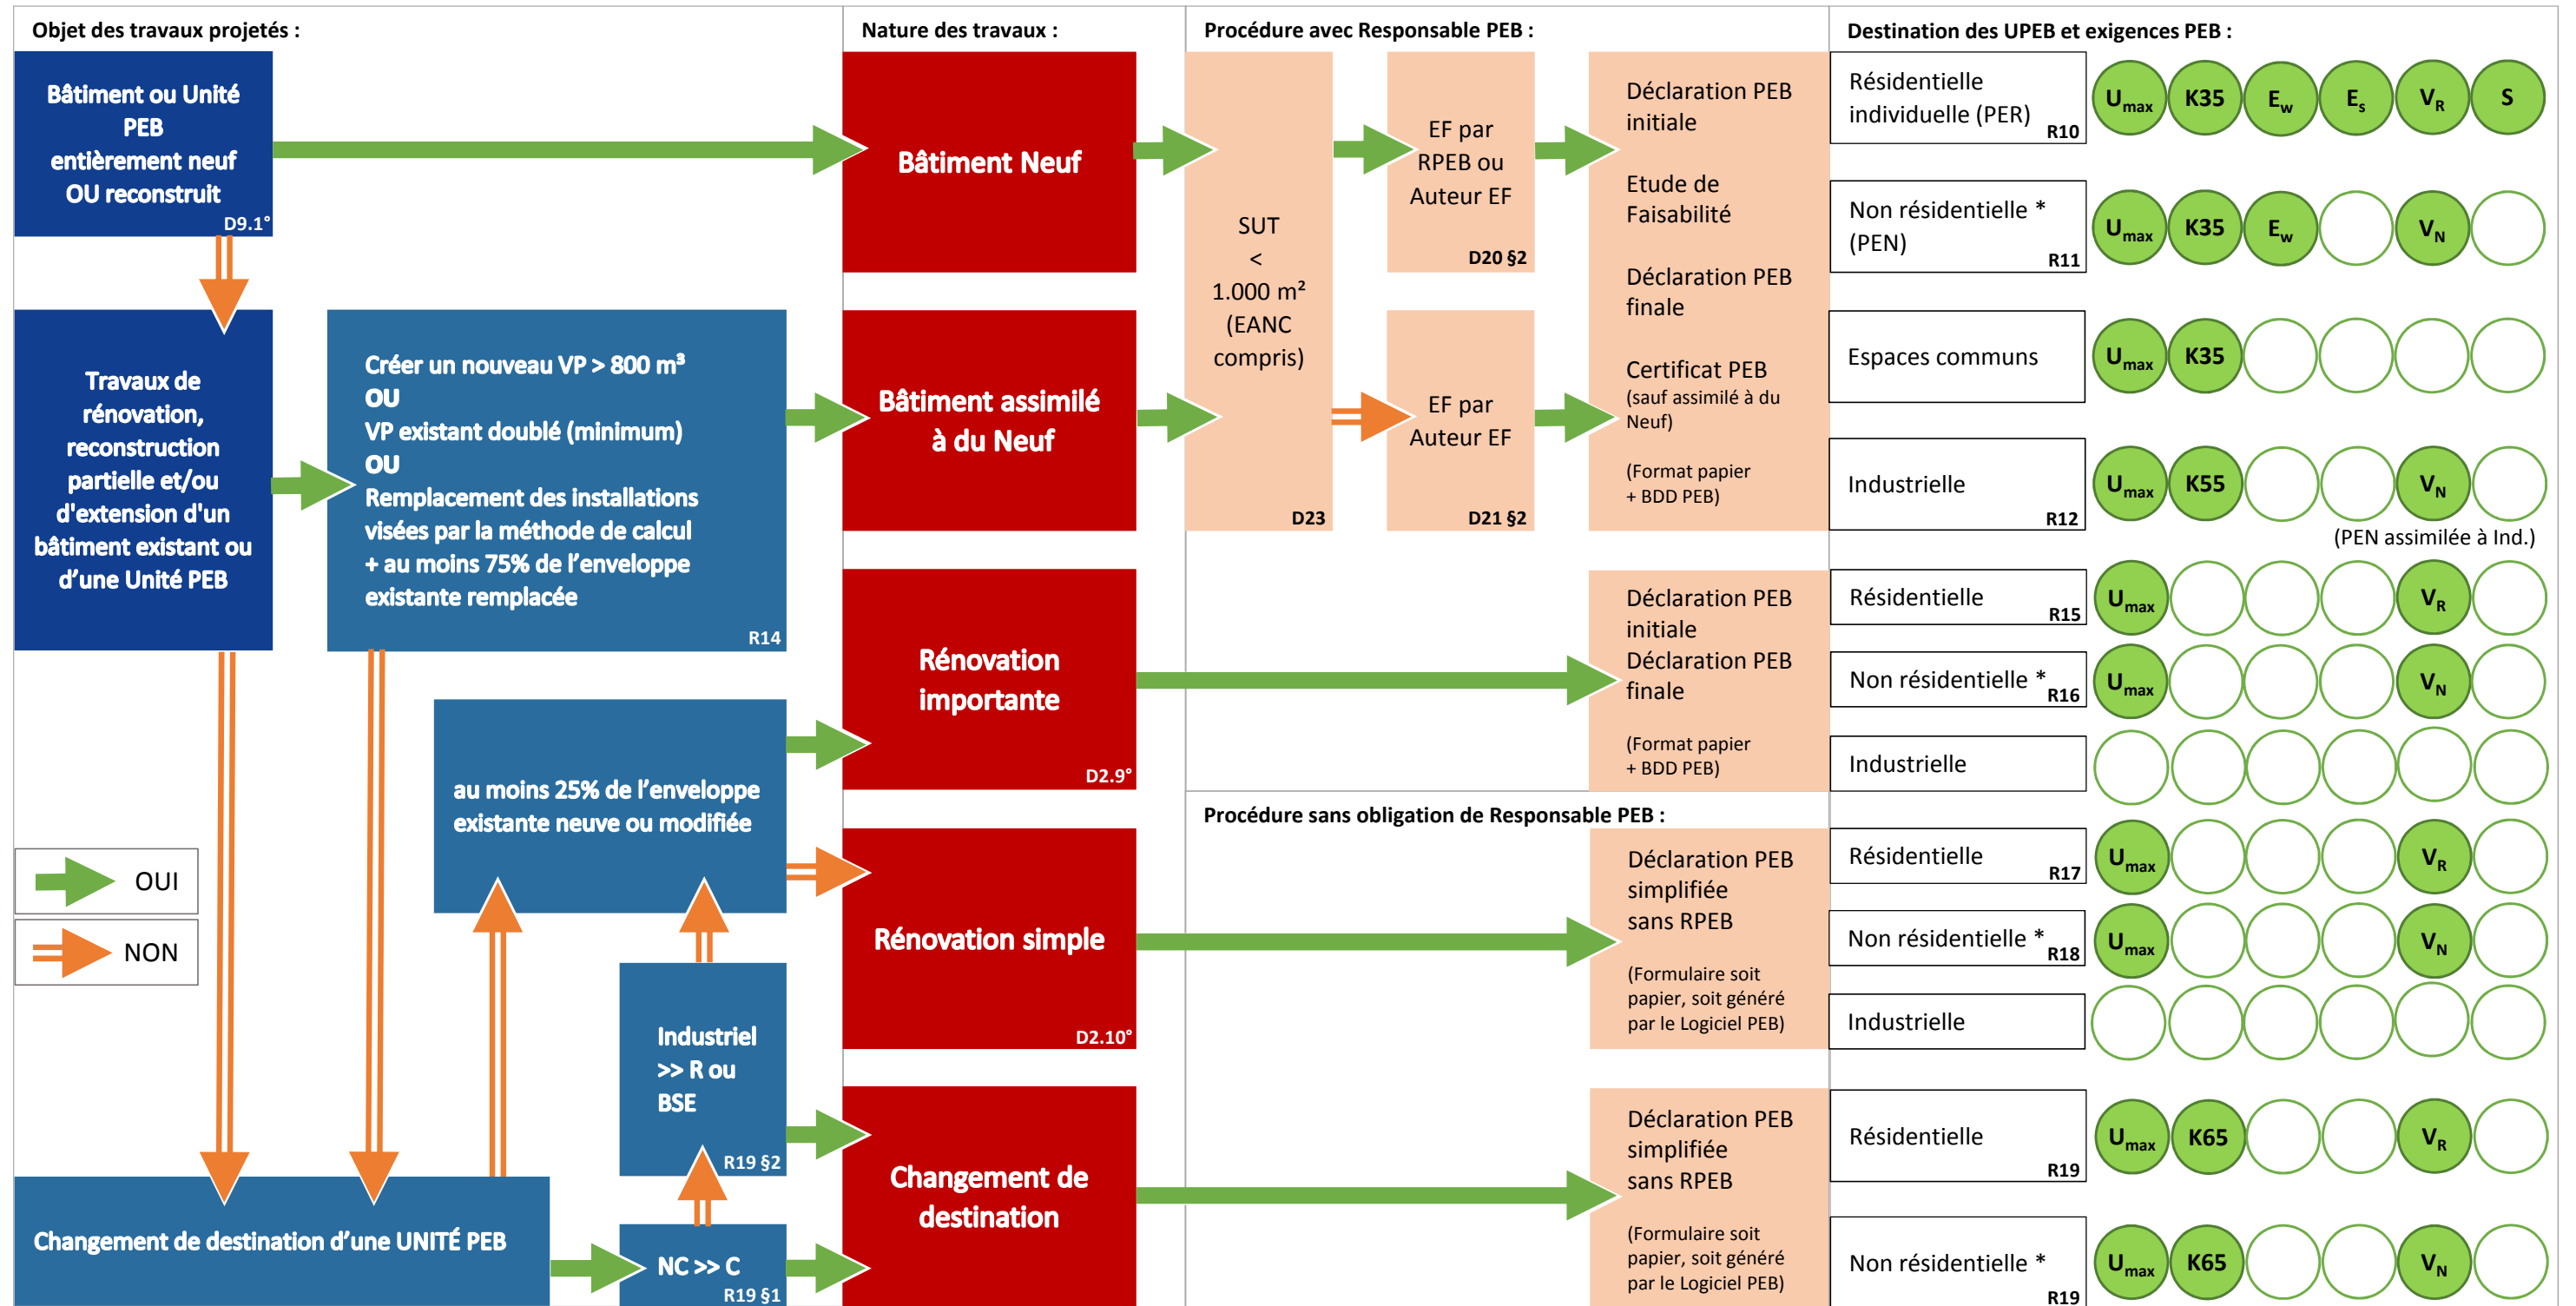 Objet des travaux projetés :
Nature des travaux :
Procédure avec Responsable PEB :
Destination des UPEB et exigences PEB :
Bâtiment ou Unité
PEB
entièrement neuf
OU reconstruit
D9.1°
Travaux de
rénovation,
reconstruction
partielle et/ou
d'extension d'un
bâtiment existant ou
d’une Unité PEB
Créer un nouveau VP > 800 m³
OU
VP existant doublé (minimum)
OU
Remplacement des installations
visées par la méthode de calcul
+ au moins 75% de l’enveloppe
existante remplacée
R14
au moins 25% de l’enveloppe
existante neuve ou modifiée
OUI
NON
Industriel
>> R ou
BSE
R19 §2
Changement de destination d’une UNITÉ PEB
NC >> C
R19 §1
Bâtiment Neuf
Bâtiment assimilé
à du Neuf
Rénovation
importante
D2.9°
Rénovation simple
D2.10°
Changement de
destination
SUT
<
1.000 m²
(EANC
compris)
D23
EF par
RPEB ou
Auteur EF
D20 §2
EF par
Auteur EF
D21 §2
Déclaration PEB
initiale
Etude de
Faisabilité
Déclaration PEB
finale
Certificat PEB
(sauf assimilé à du
Neuf)
(Format papier
+ BDD PEB)
Déclaration PEB
initiale
Déclaration PEB
finale
(Format papier
+ BDD PEB)
Procédure sans obligation de Responsable PEB :
Déclaration PEB
simplifiée
sans RPEB
(Formulaire soit
papier, soit généré
par le Logiciel PEB)
Déclaration PEB
simplifiée
sans RPEB
(Formulaire soit
papier, soit généré
par le Logiciel PEB)
Résidentielle
individuelle (PER)
R10
Umax K35 Ew Es VR S
Non résidentielle *
(PEN)
R11
Umax K35 Ew VN
Espaces communs
Umax K35
Industrielle
R12
Umax K55 VN
(PEN assimilée à Ind.)
Résidentielle
R15
Umax VR
Non résidentielle *
R16
Umax VN
Industrielle
Résidentielle
R17
Umax VR
Non résidentielle *
R18
Umax VN
Industrielle
Résidentielle
R19
Umax K65 VR
Non résidentielle *
R19
Umax K65 VN